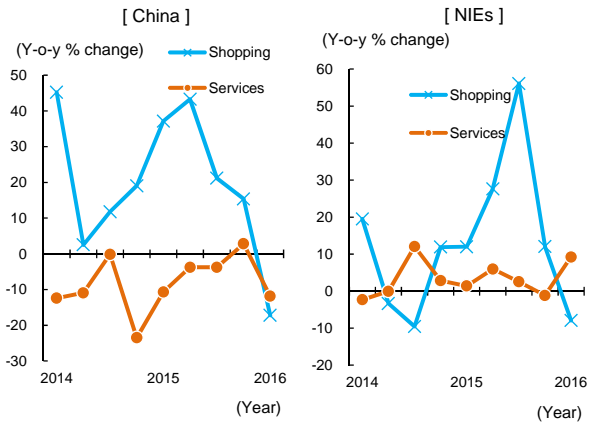 [ China ]
(Y-o-y % change)
Shopping
Services
50
40
30
20
10
0
-10
-20
-30
2014
2015
2016
(Year)
[ NIEs ]
(Y-o-y % change)
Shopping
Services
60
50
40
30
20
10
0
-10
-20
2014
2015
2016
(Year)